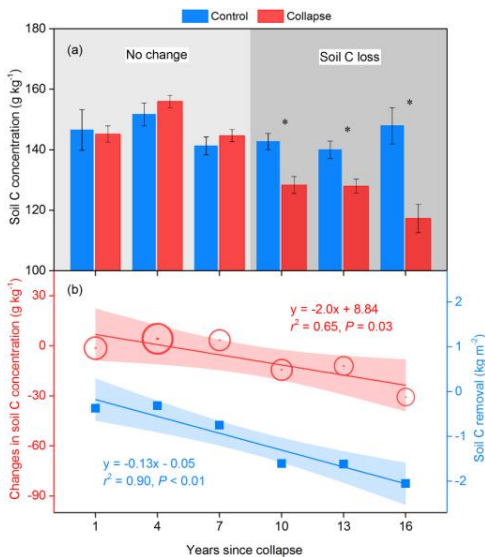 Control Collapse
(a)
No change
Soil C loss
Soil C concentration (g kg⁻¹)
180
160
140
120
100
*
*
*
(b)
y = -2.0x + 8.84
r² = 0.65, P = 0.03
y = -0.13x - 0.05
r² = 0.90, P < 0.01
Changes in soil C concentration (g kg⁻¹)
30
0
-30
-60
-90
Soil C removal (kg m⁻²)
2
1
0
-1
-2
1 4 7 10 13 16
Years since collapse